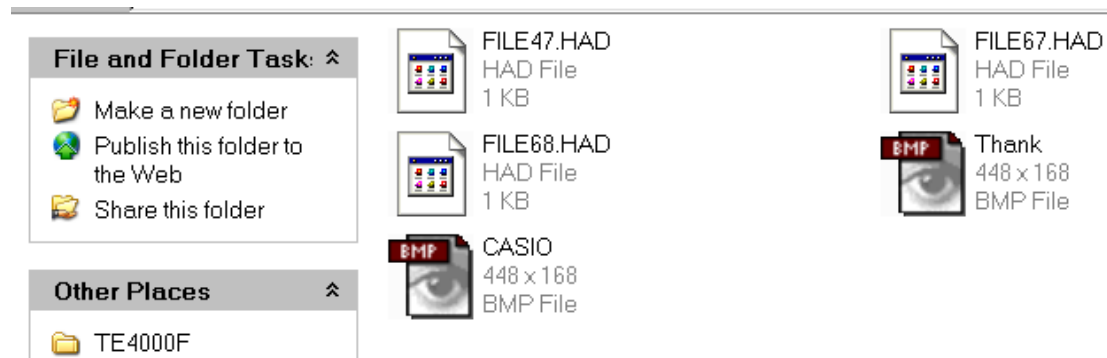 File and Folder Task
Make a new folder
Publish this folder to
the Web
Share this folder
Other Places
TE4000F
FILE47.HAD
HAD File
1 KB
FILE67.HAD
HAD File
1 KB
FILE68.HAD
HAD File
1 KB
BMP
Thank
448 x 168
BMP File
BMP
CASIO
448 x 168
BMP File